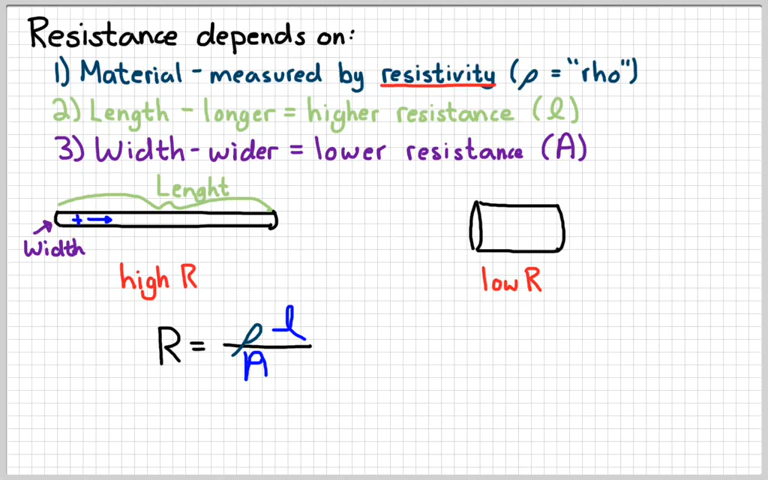 Resistance depends on:
1) Material - measured by resistivity (ρ = "rho")
2) Length - longer = higher resistance (l)
3) Width - wider = lower resistance (A)
Lenght
+ →
Width
high R
low R
R = ρ l / A